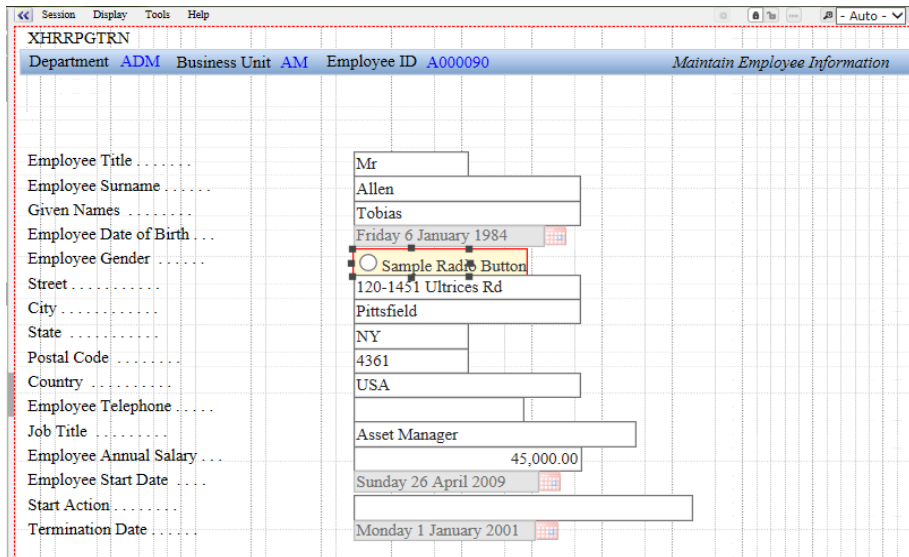 Session Display Tools Help - Auto -
XHRRPGTRN
Department ADM Business Unit AM Employee ID A000090 Maintain Employee Information
Employee Title . . . . . . . Mr
Employee Surname . . . . . . Allen
Given Names . . . . . . . . Tobias
Employee Date of Birth . . . Friday 6 January 1984
Employee Gender . . . . . . Sample Radio Button
Street . . . . . . . . . . . 120-1451 Ultrices Rd
City . . . . . . . . . . . . Pittsfield
State . . . . . . . . . . . NY
Postal Code . . . . . . . . 4361
Country . . . . . . . . . . USA
Employee Telephone . . . . .
Job Title . . . . . . . . . Asset Manager
Employee Annual Salary . . . 45,000.00
Employee Start Date . . . . Sunday 26 April 2009
Start Action . . . . . . . .
Termination Date . . . . . . Monday 1 January 2001